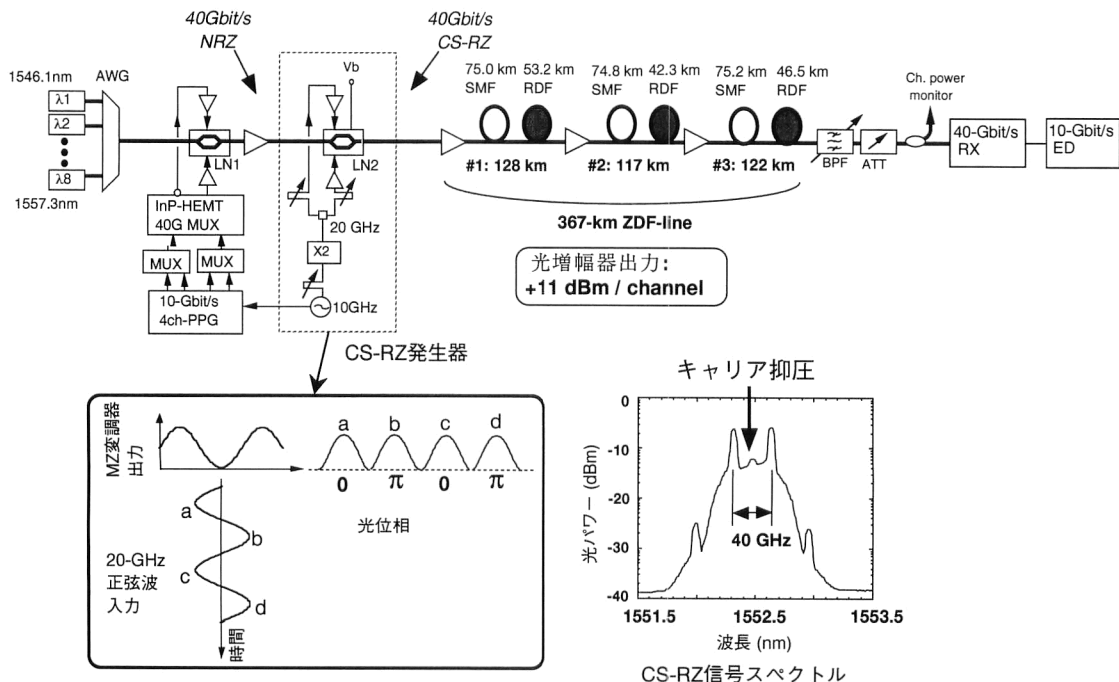 40Gbit/s
NRZ
40Gbit/s
CS-RZ
1546.1nm
AWG
λ1
λ2
λ8
1557.3nm
LN1
InP-HEMT
40G MUX
MUX
MUX
10-Gbit/s
4ch-PPG
Vb
LN2
20 GHz
X2
10GHz
75.0 km
SMF
53.2 km
RDF
74.8 km
SMF
42.3 km
RDF
75.2 km
SMF
46.5 km
RDF
#1: 128 km
#2: 117 km
#3: 122 km
367-km ZDF-line
光増幅器出力:
+11 dBm / channel
BPF
ATT
Ch. power
monitor
40-Gbit/s
RX
10-Gbit/s
ED
CS-RZ発生器
MZ変調器
出力
a
b
c
d
0
π
0
π
光位相
a
b
c
d
20-GHz
正弦波
入力
時間
キャリア抑圧
光パワー (dBm)
0
-10
-20
-30
-40
40 GHz
1551.5
1552.5
1553.5
波長 (nm)
CS-RZ信号スペクトル